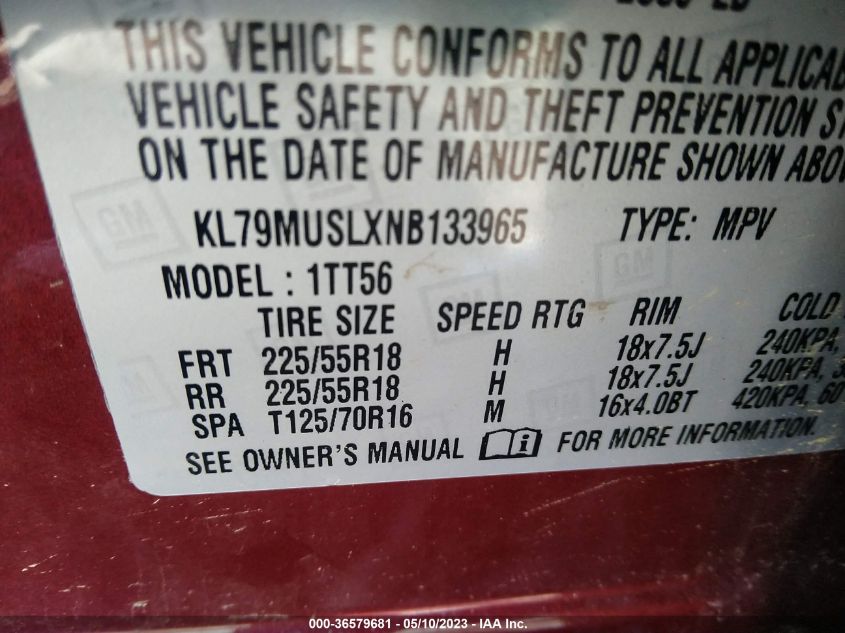 THIS VEHICLE CONFORMS TO ALL
VEHICLE SAFETY AND THEFT PREVENTION
ON THE DATE OF MANUFACTURE SHOWN
GM
KL79MUSLXNB133965 TYPE: MPV
GM
MODEL : 1TT56
TIRE SIZE SPEED RTG RIM COLD
FRT 225/55R18 H 18x7.5J 240KPA,
RR 225/55R18 H 18x7.5J 240KPA,
SPA T125/70R16 M 16x4.0BT 420KPA, 60
SEE OWNER'S MANUAL FOR MORE INFORMATION.
000-36579681 - 05/10/2023 - IAA Inc.